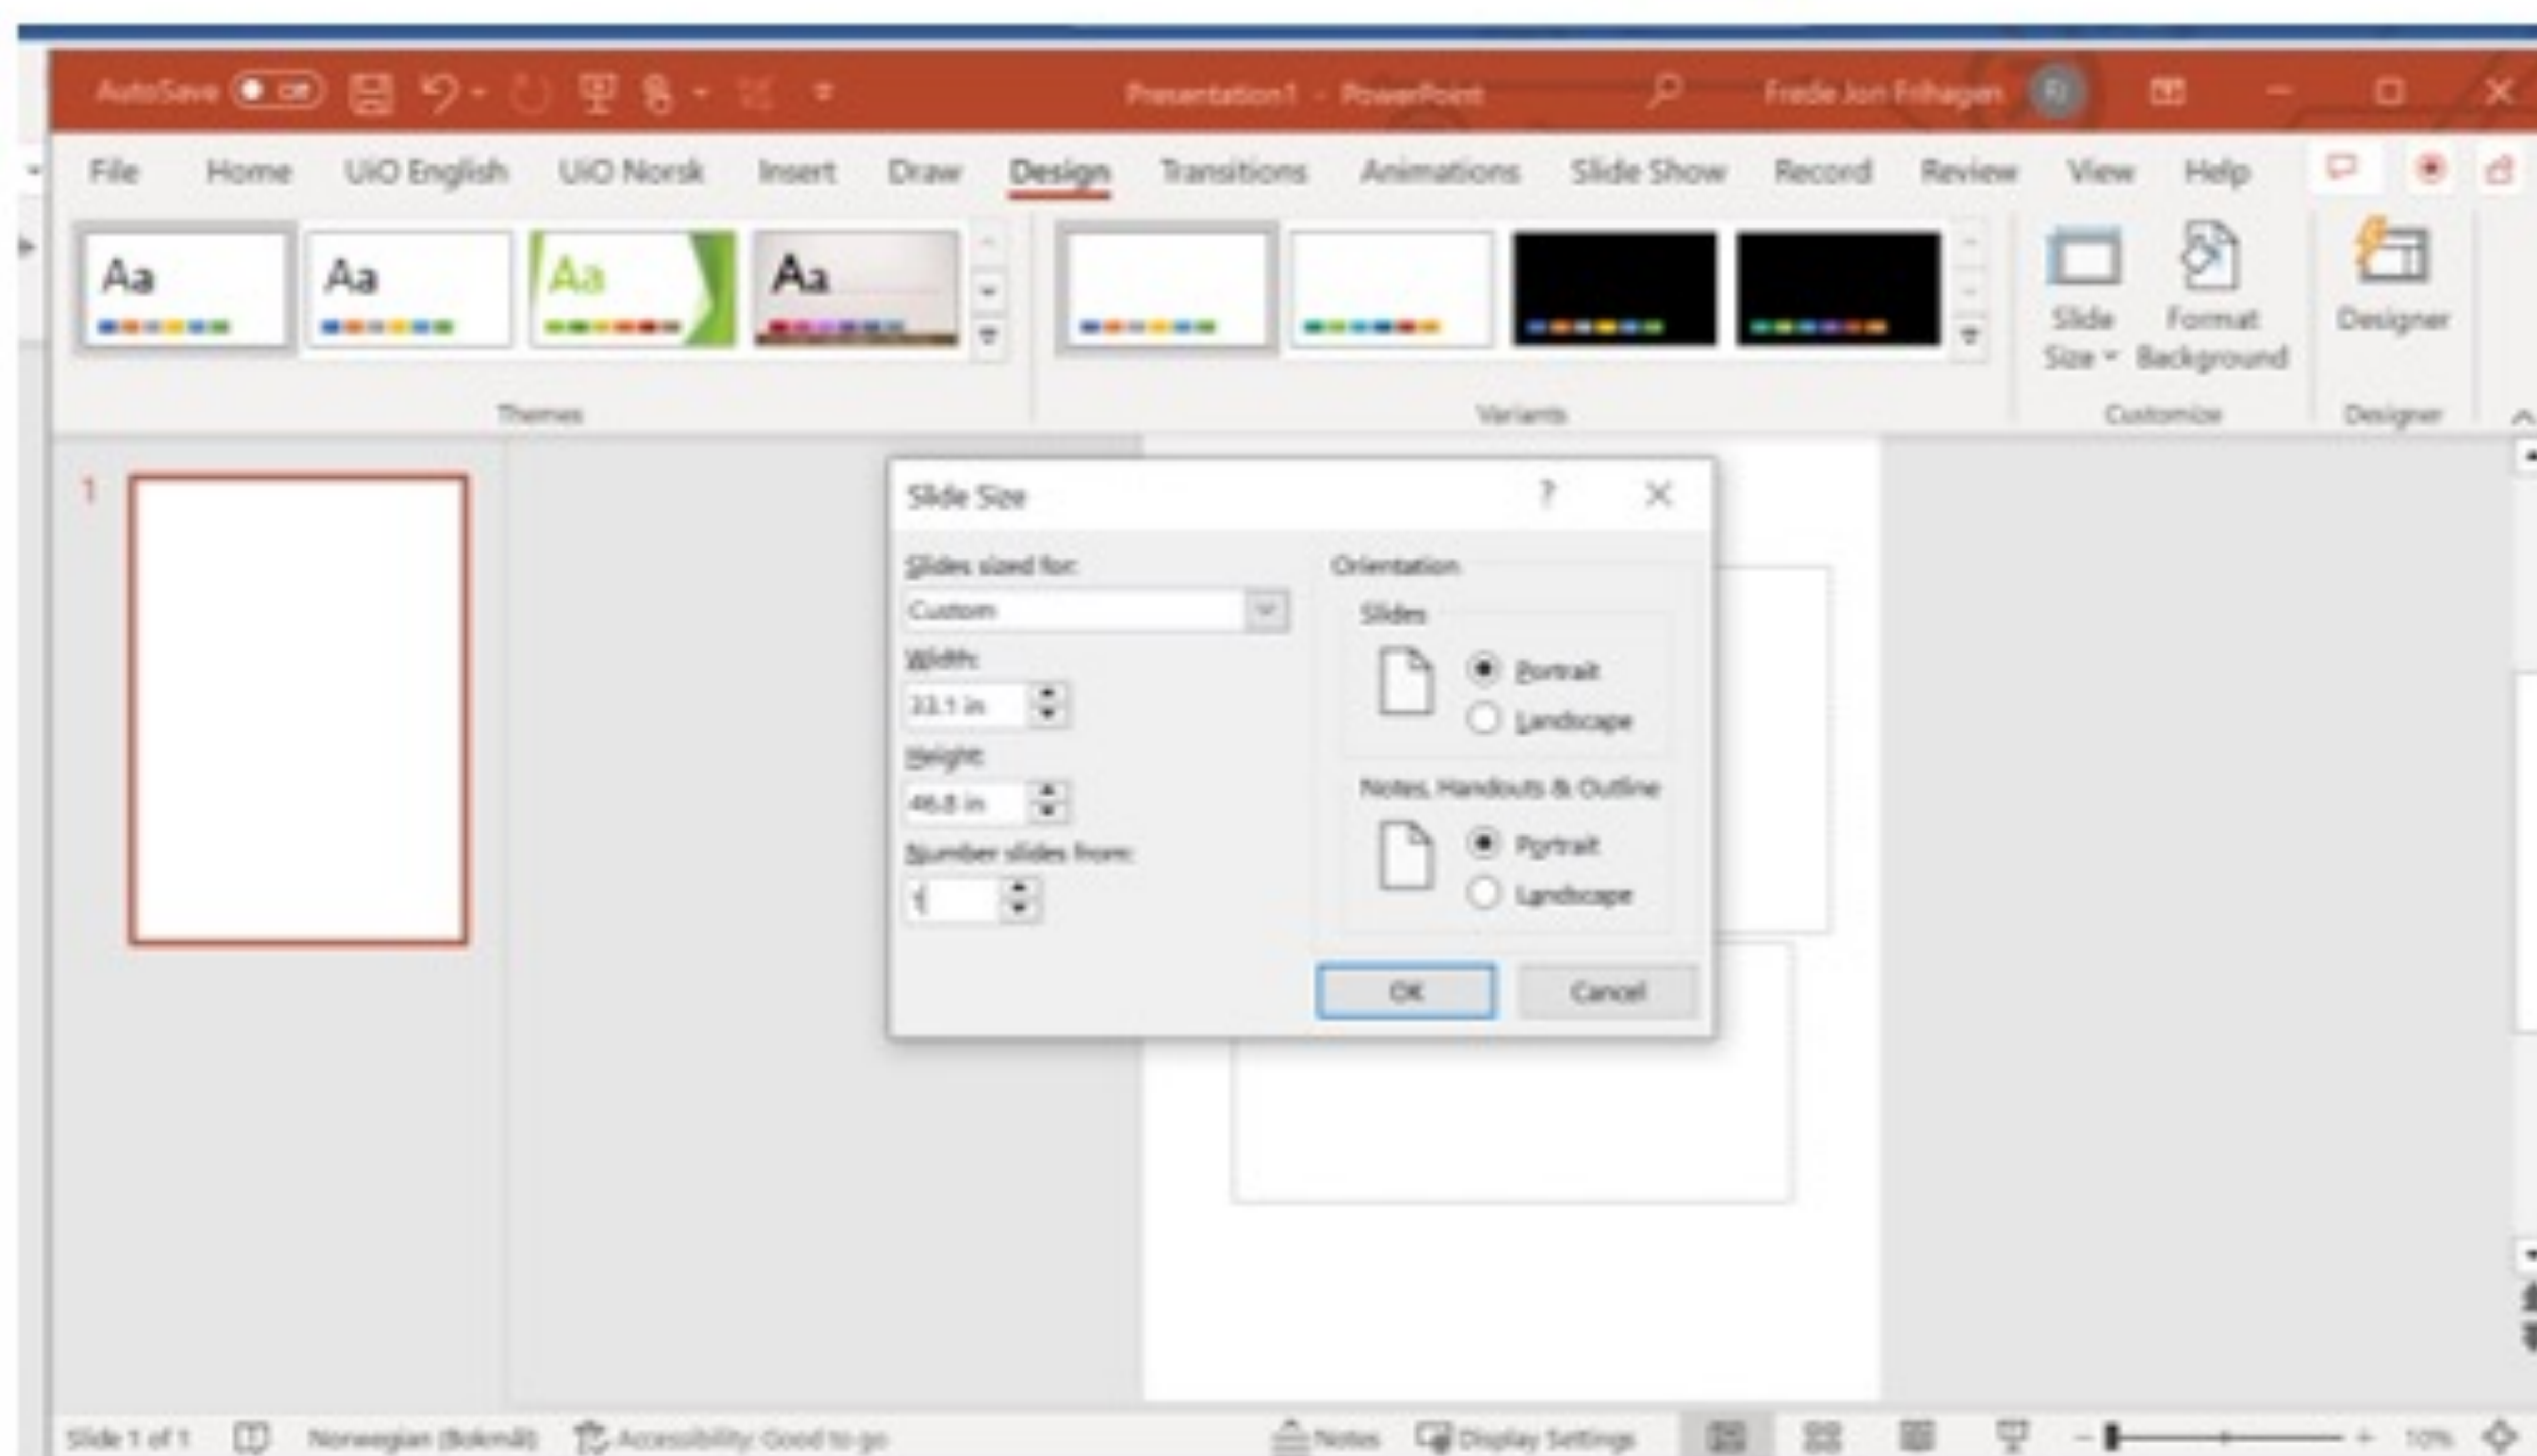 AutoSave Off
Presentation1 - PowerPoint
Frede Jon Frihagen
File Home UiO English UiO Norsk Insert Draw Design Transitions Animations Slide Show Record Review View Help
Aa Aa Aa Aa
Slide Size
Format Background
Designer
Themes
Variants
Customize
Designer
1
Slide Size
?
Slides sized for:
Custom
Width:
33.1 in
Height:
46.8 in
Number slides from:
Orientation
Slides
Portrait
Landscape
Notes, Handouts & Outline
Portrait
Landscape
OK
Cancel
Slide 1 of 1
Norwegian (Bokmål)
Accessibility: Good to go
Notes
Display Settings
10%